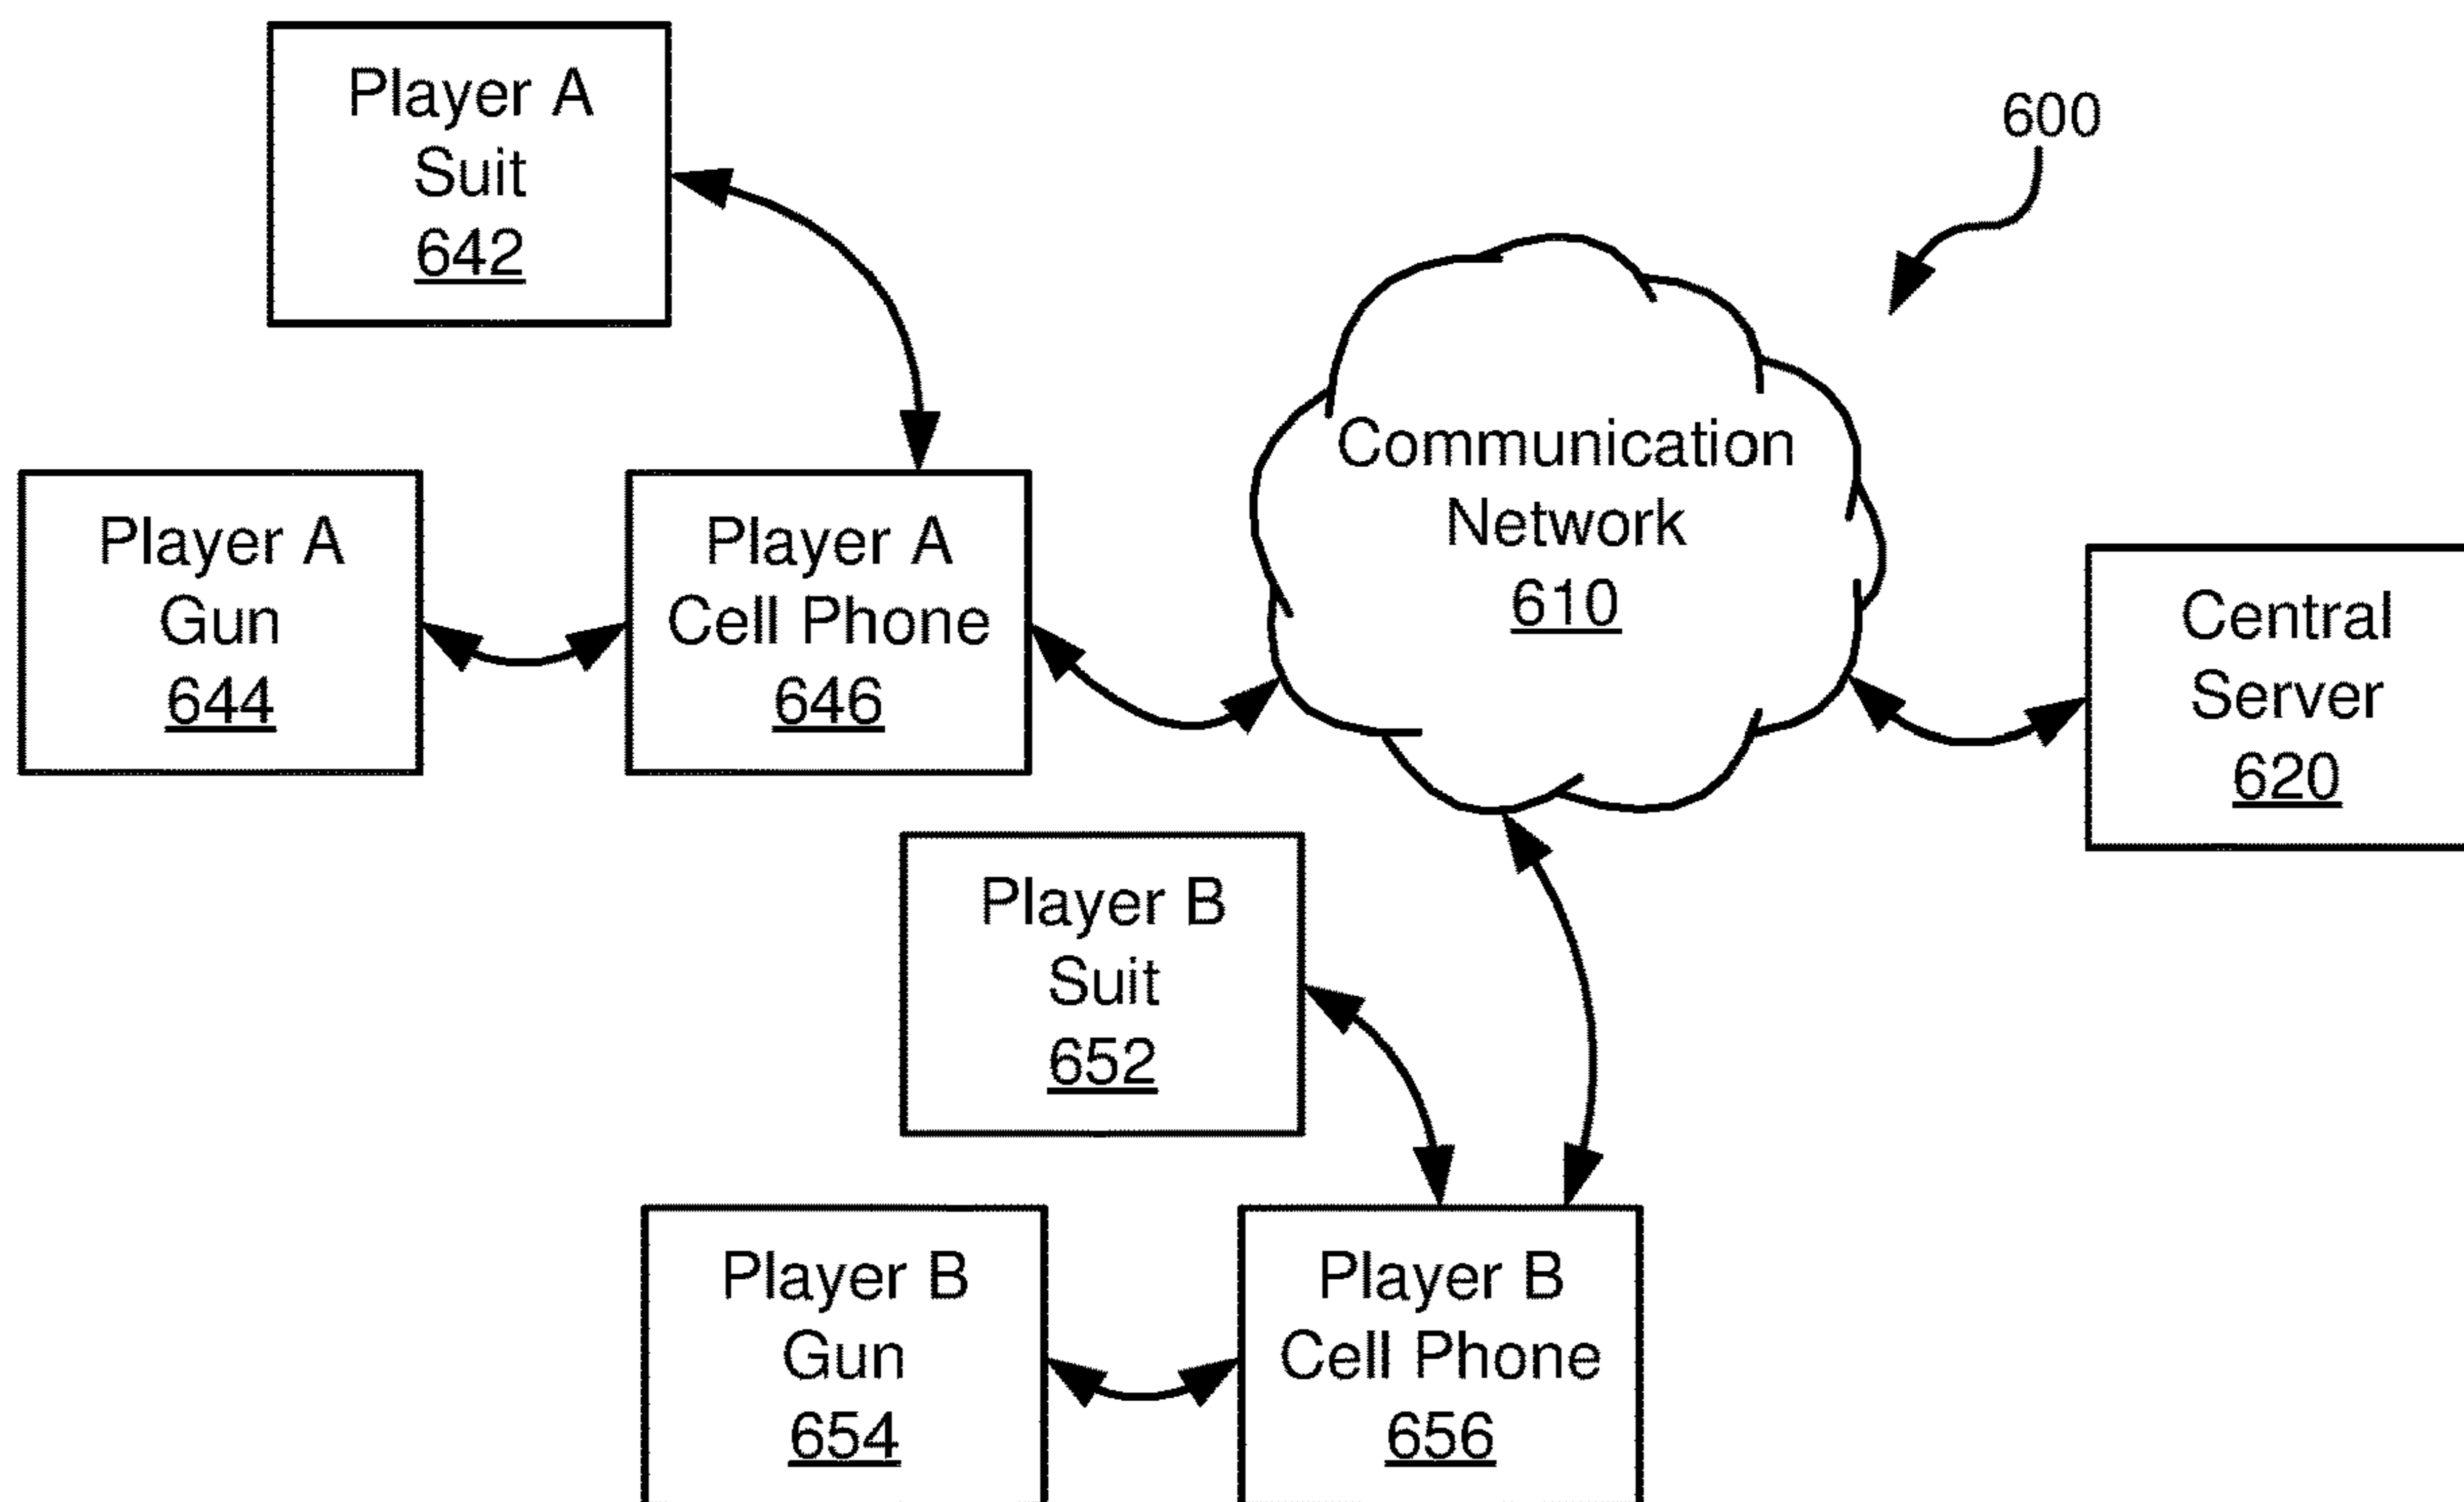 Player A
Suit
642
600
Communication
Network
610
Player A
Gun
644
Player A
Cell Phone
646
Central
Server
620
Player B
Suit
652
Player B
Gun
654
Player B
Cell Phone
656